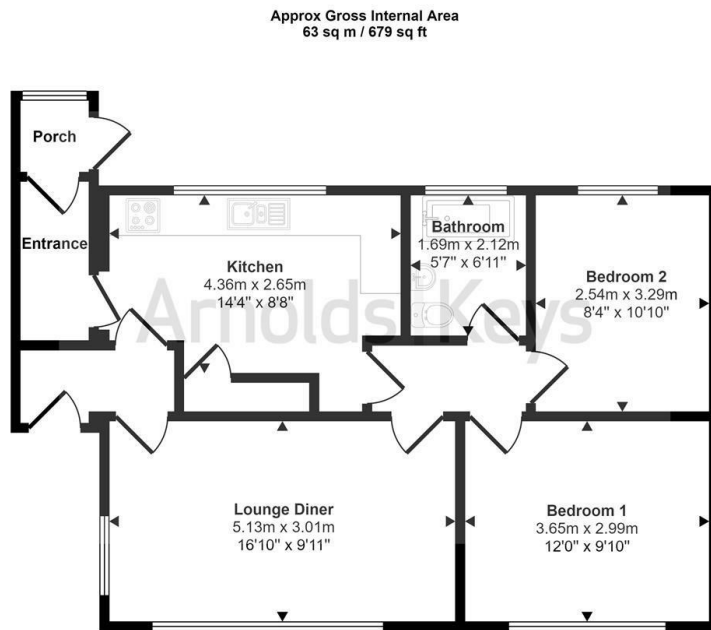 Approx Gross Internal Area
63 sq m / 679 sq ft
Porch
Entrance
Kitchen
4.36m x 2.65m
14'4" x 8'8"
Bathroom
1.69m x 2.12m
5'7" x 6'11"
Bedroom 2
2.54m x 3.29m
8'4" x 10'10"
Arnolds | Keys
Lounge Diner
5.13m x 3.01m
16'10" x 9'11"
Bedroom 1
3.65m x 2.99m
12'0" x 9'10"